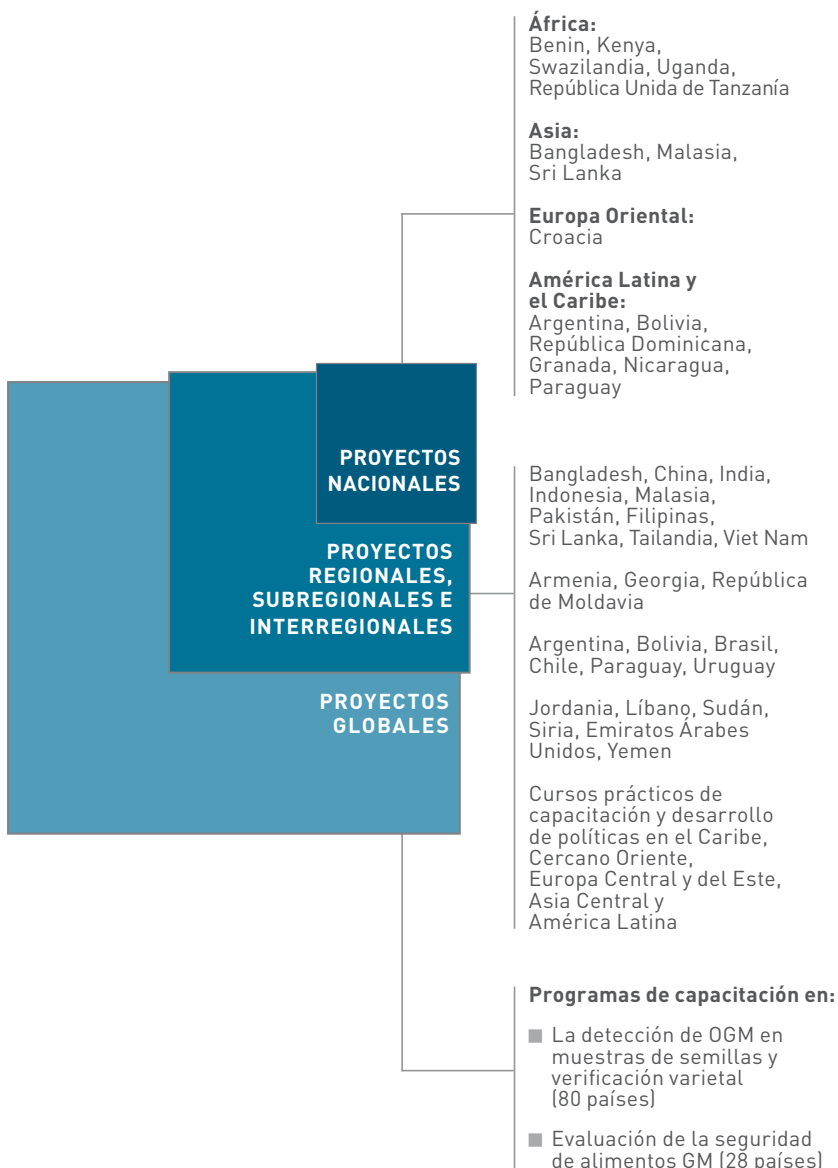 África:
Benin, Kenya,
Swazilandia, Uganda,
República Unida de Tanzanía
Asia:
Bangladesh, Malasia,
Sri Lanka
Europa Oriental:
Croacia
América Latina y
el Caribe:
Argentina, Bolivia,
República Dominicana,
Granada, Nicaragua,
Paraguay
PROYECTOS
NACIONALES
Bangladesh, China, India,
Indonesia, Malasia,
Pakistán, Filipinas,
Sri Lanka, Tailandia, Viet Nam
Armenia, Georgia, República
de Moldavia
Argentina, Bolivia, Brasil,
Chile, Paraguay, Uruguay
Jordania, Líbano, Sudán,
Siria, Emiratos Árabes
Unidos, Yemen
Cursos prácticos de
capacitación y desarrollo
de políticas en el Caribe,
Cercano Oriente,
Europa Central y del Este,
Asia Central y
América Latina
PROYECTOS
REGIONALES,
SUBREGIONALES E
INTERREGIONALES
PROYECTOS
GLOBALES
Programas de capacitación en:
La detección de OGM en
muestras de semillas y
verificación varietal
(80 países)
Evaluación de la seguridad
de alimentos GM (28 países)